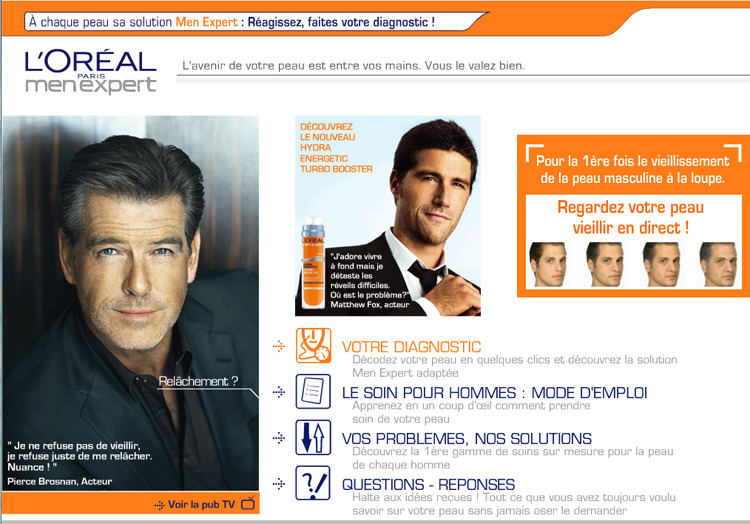 À chaque peau sa solution Men Expert : Réagissez, faites votre diagnostic !
L'ORÉAL
PARIS
men expert
L'avenir de votre peau est entre vos mains. Vous le valez bien.
Relâchement ?
" Je ne refuse pas de vieillir,
je refuse juste de me relâcher.
Nuance ! "
Pierce Brosnan, Acteur
Voir la pub TV
DÉCOUVREZ
LE NOUVEAU
HYDRA
ENERGETIC
TURBO BOOSTER
L'ORÉAL
"J'adore vivre
à fond mais je
déteste les
réveils difficiles.
Où est le problème?"
Matthew Fox, acteur
Pour la 1ère fois le vieillissement
de la peau masculine à la loupe.
Regardez votre peau
vieillir en direct !
VOTRE DIAGNOSTIC
Décodez votre peau en quelques clics et découvrez la solution
Men Expert adaptée
LE SOIN POUR HOMMES : MODE D'EMPLOI
Apprenez en un coup d'œil comment prendre
soin de votre peau
VOS PROBLEMES, NOS SOLUTIONS
Découvrez la 1ère gamme de soins sur mesure pour la peau
de chaque homme
?/
QUESTIONS - REPONSES
Halte aux idées reçues ! Tout ce que vous avez toujours voulu
savoir sur votre peau sans jamais oser le demander